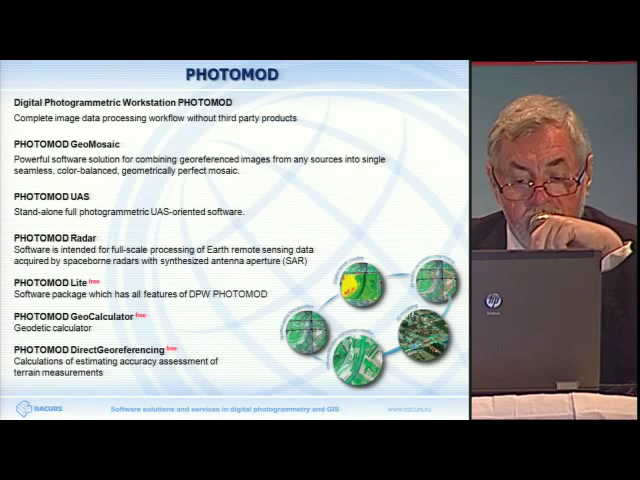 PHOTOMOD
Digital Photogrammetric Workstation PHOTOMOD
Complete image data processing workflow without third party products
PHOTOMOD GeoMosaic
Powerful software solution for combining georeferenced images from any sources into single
seamless, color-balanced, geometrically perfect mosaic.
PHOTOMOD UAS
Stand-alone full photogrammetric UAS-oriented software.
PHOTOMOD Radar
Software is intended for full-scale processing of Earth remote sensing data
acquired by spaceborne radars with synthesized antenna aperture (SAR)
PHOTOMOD Lite free
Software package which has all features of DPW PHOTOMOD
PHOTOMOD GeoCalculator free
Geodetic calculator
PHOTOMOD DirectGeoreferencing free
Calculations of estimating accuracy assessment of
terrain measurements
RACURS
Software solutions and services in digital photogrammetry and GIS
www.racurs.ru
hp